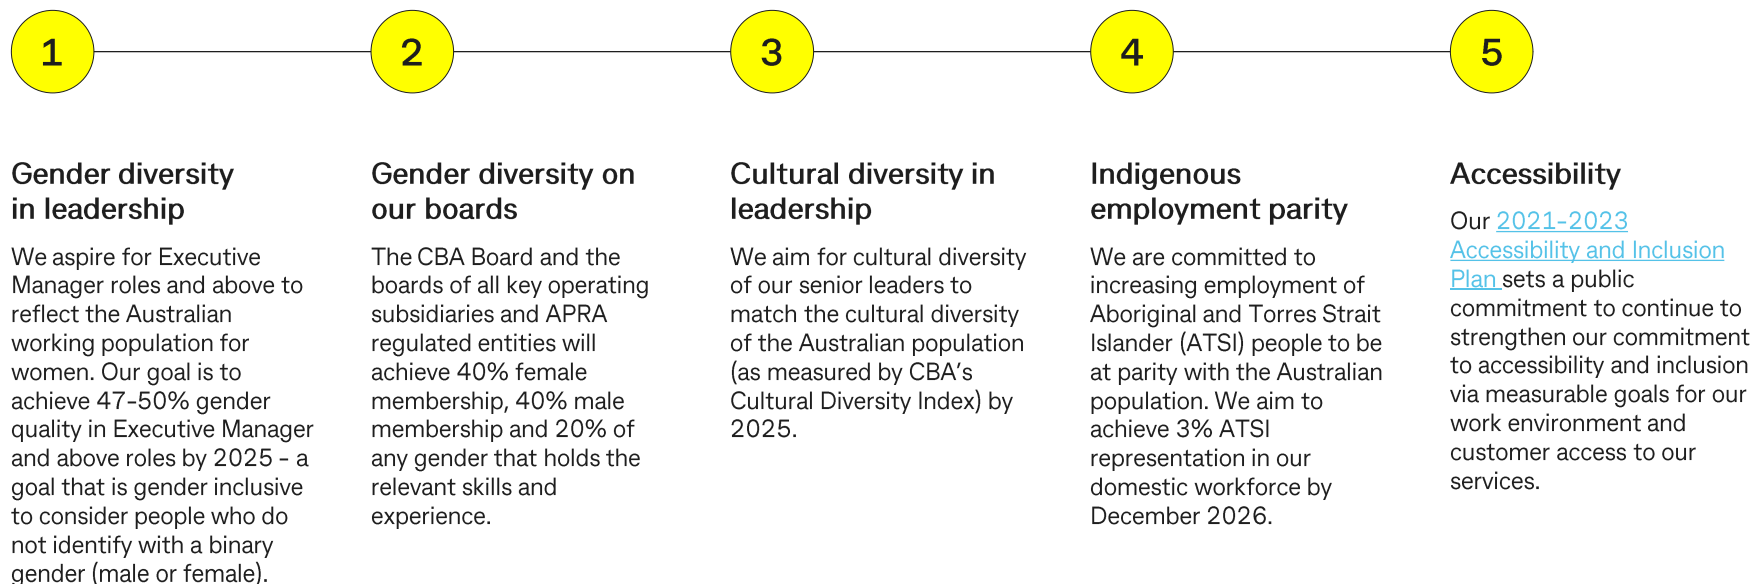 1
2
3
4
5
Gender diversity
in leadership
We aspire for Executive
Manager roles and above to
reflect the Australian
working population for
women. Our goal is to
achieve 47-50% gender
quality in Executive Manager
and above roles by 2025 - a
goal that is gender inclusive
to consider people who do
not identify with a binary
gender (male or female).
Gender diversity on
our boards
The CBA Board and the
boards of all key operating
subsidiaries and APRA
regulated entities will
achieve 40% female
membership, 40% male
membership and 20% of
any gender that holds the
relevant skills and
experience.
Cultural diversity in
leadership
We aim for cultural diversity
of our senior leaders to
match the cultural diversity
of the Australian population
(as measured by CBA’s
Cultural Diversity Index) by
2025.
Indigenous
employment parity
We are committed to
increasing employment of
Aboriginal and Torres Strait
Islander (ATSI) people to be
at parity with the Australian
population. We aim to
achieve 3% ATSI
representation in our
domestic workforce by
December 2026.
Accessibility
Our 2021-2023
Accessibility and Inclusion
Plan sets a public
commitment to continue to
strengthen our commitment
to accessibility and inclusion
via measurable goals for our
work environment and
customer access to our
services.